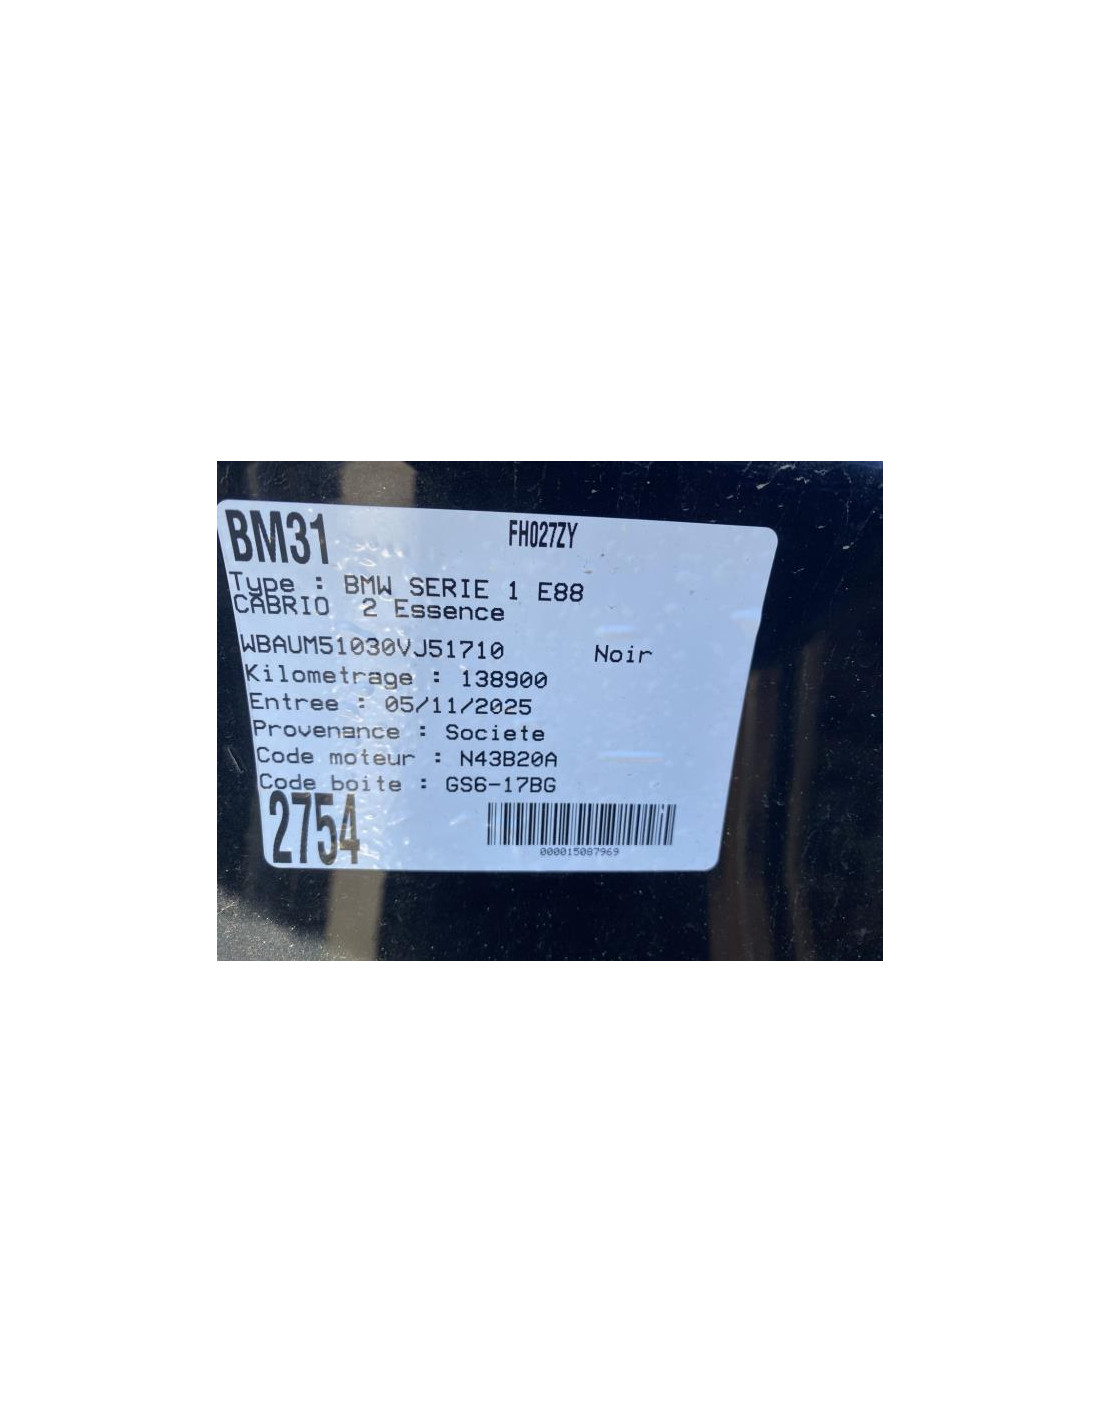 BM31 FH027ZY
Type : BMW SERIE 1 E88
CABRIO 2 Essence
WBAUM51030VJ51710 Noir
Kilometrage : 138900
Entree : 05/11/2025
Provenance : Societe
Code moteur : N43B20A
Code boite : GS6-17BG
2754
000015087969